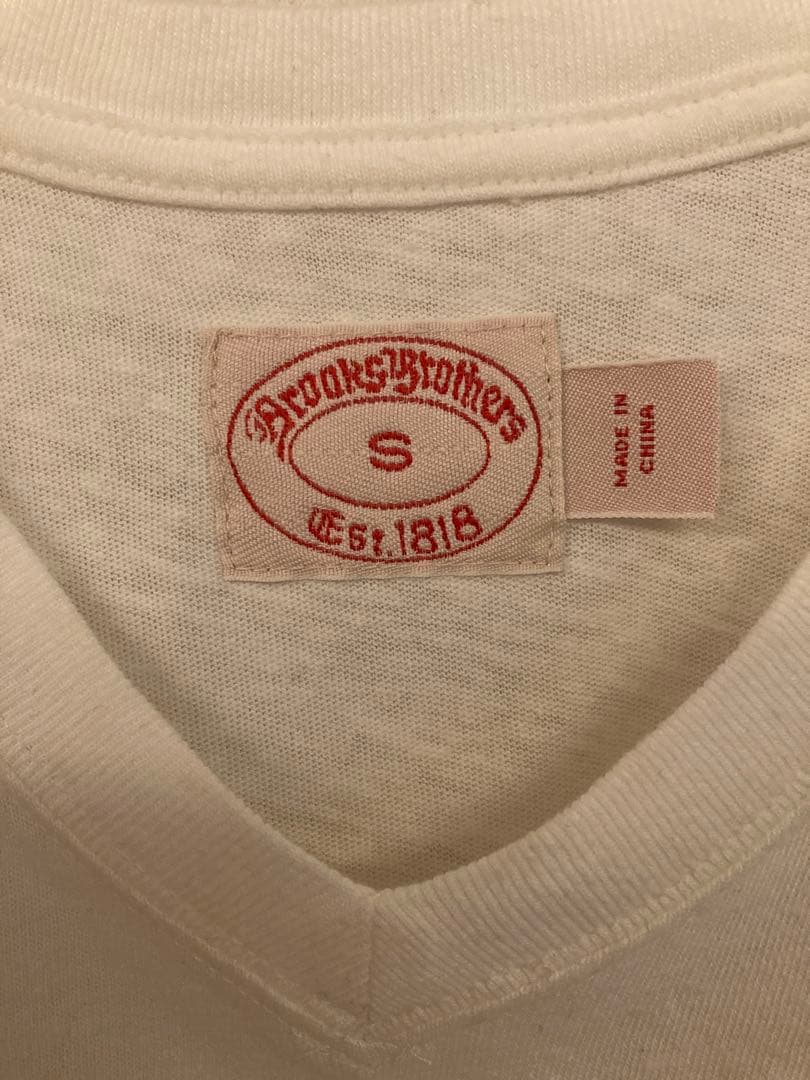 Brooks Brothers
S
Est. 1818
MADE IN
CHINA